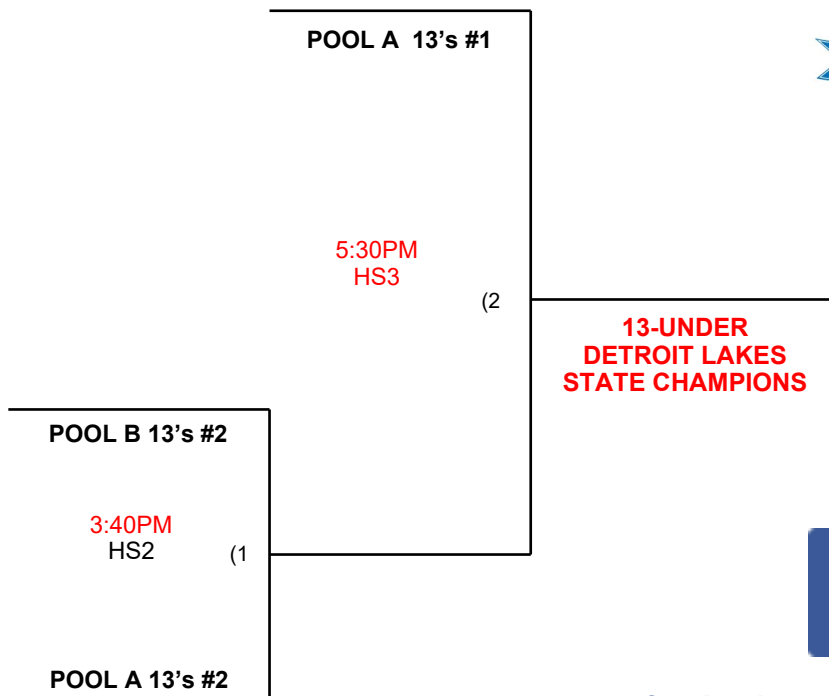 POOL A  13’s #1
5:30PM
HS3
(2
13-UNDER
DETROIT LAKES
STATE CHAMPIONS
POOL B 13’s #2
3:40PM
HS2
(1
POOL A 13’s #2